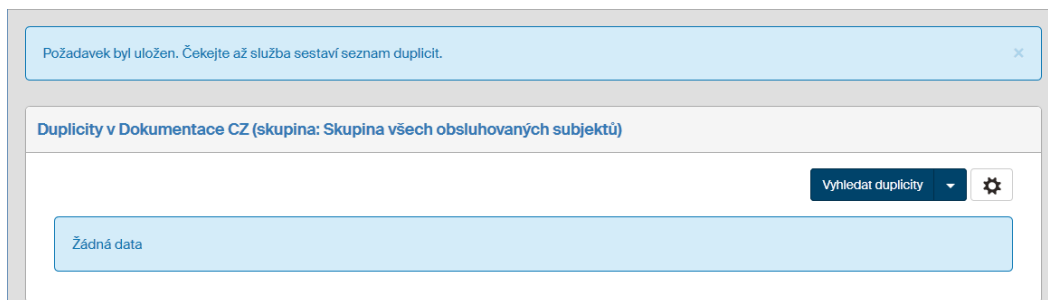 Požadavek byl uložen. Čekejte až služba sestaví seznam duplicit.
×
Duplicity v Dokumentace CZ (skupina: Skupina všech obsluhovaných subjektů)
Vyhledat duplicity
Žádná data